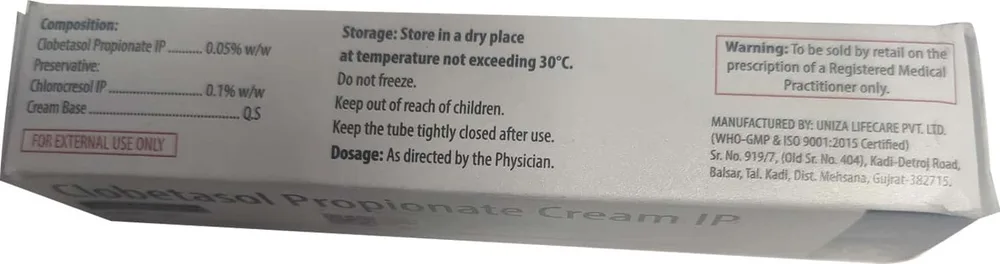 Composition:
Clobetasol Propionate IP .......... 0.05% w/w
Preservative:
Chlorocresol IP ............................ 0.1% w/w
Cream Base ............................................. Q.S
FOR EXTERNAL USE ONLY
Storage: Store in a dry place
at temperature not exceeding 30°C.
Do not freeze.
Keep out of reach of children.
Keep the tube tightly closed after use.
Dosage: As directed by the Physician.
Warning: To be sold by retail on the
prescription of a Registered Medical
Practitioner only.
MANUFACTURED BY: UNIZA LIFECARE PVT. LTD.
(WHO-GMP & ISO 9001:2015 Certified)
Sr. No. 919/7, (Old Sr. No. 404), Kadi-Detroj Road,
Balsar, Tal. Kadi, Dist. Mehsana, Gujrat-382715.
Clobetasol Propionate Cream IP